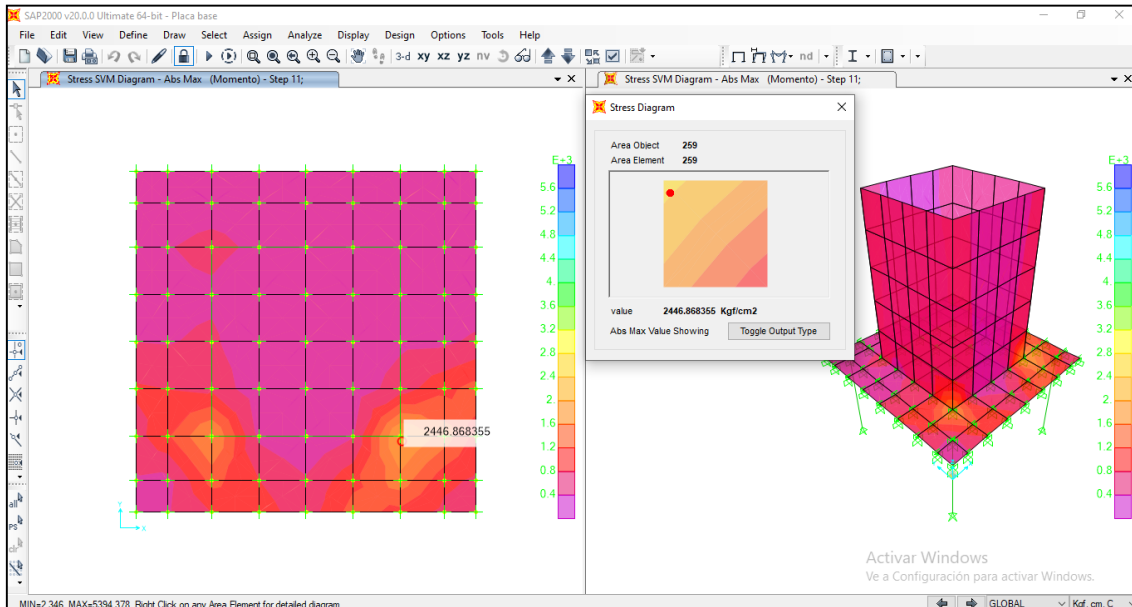 SAP2000 v20.0.0 Ultimate 64-bit - Placa base
File Edit View Define Draw Select Assign Analyze Display Design Options Tools Help
3-d xy xz yz nv
nd
Stress SVM Diagram - Abs Max (Momento) - Step 11;
Stress SVM Diagram - Abs Max (Momento) - Step 11;
Stress Diagram
Area Object 259
Area Element 259
value 2446.868355 Kgf/cm2
Abs Max Value Showing Toggle Output Type
2446.868355
E+3
5.6
5.2
4.8
4.4
4.
3.6
3.2
2.8
2.4
2.
1.6
1.2
0.8
0.4
E+3
5.6
5.2
4.8
4.4
4.
3.6
3.2
2.8
2.4
2.
1.6
1.2
0.8
0.4
all
PS
clr
Y
X
Activar Windows
Ve a Configuración para activar Windows.
MIN=2.346, MAX=5394.378, Right Click on any Area Element for detailed diagram
GLOBAL
Kgf, cm, C